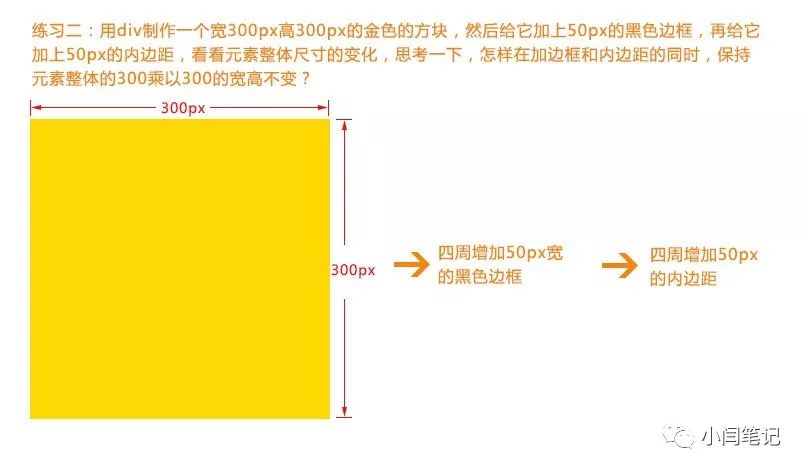 练习二：用div制作一个宽300px高300px的金色的方块，然后给它加上50px的黑色边框，再给它
加上50px的内边距，看看元素整体尺寸的变化，思考一下，怎样在加边框和内边距的同时，保持
元素整体的300乘以300的宽高不变？
300px
300px
四周增加50px宽
的黑色边框
四周增加50px
的内边距
小闫笔记